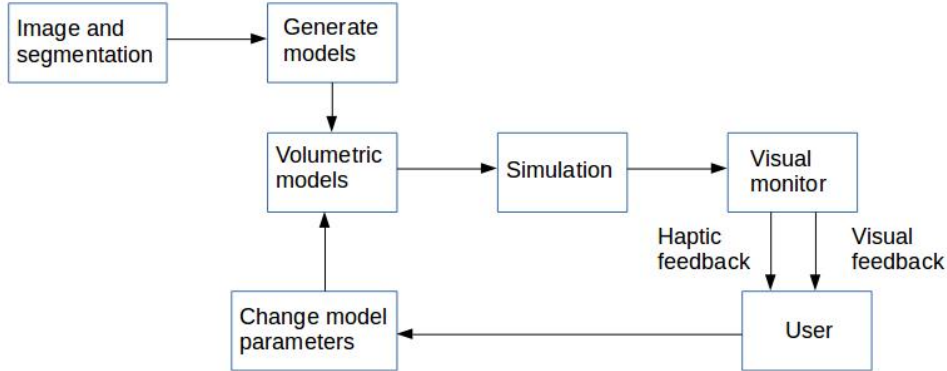 Image and
segmentation
Generate
models
Volumetric
models
Simulation
Visual
monitor
Haptic
feedback
Visual
feedback
Change model
parameters
User